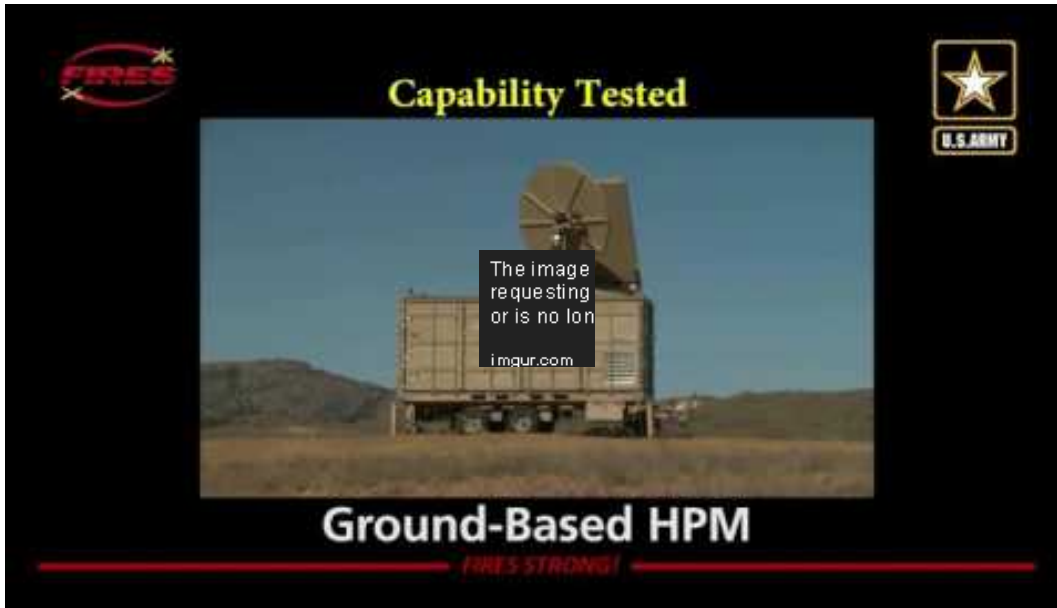 FIRES
Capability Tested
U.S.ARMY
The image
requesting
or is no lon
imgur.com
Ground-Based HPM
FIRES STRONG!